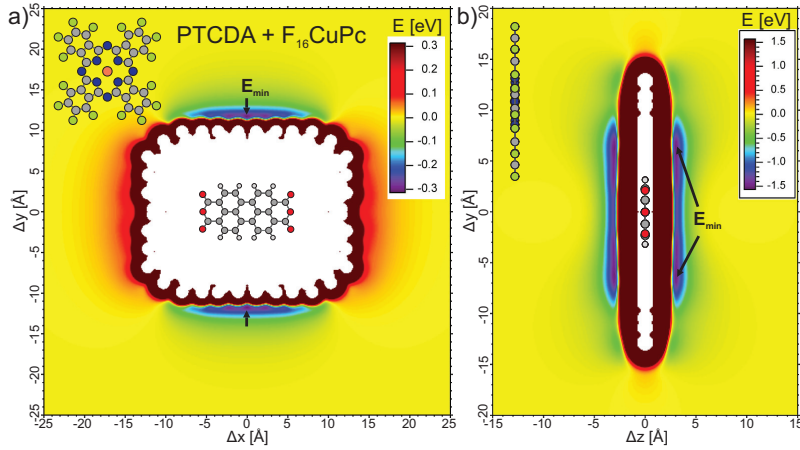 a)
PTCDA + F16CuPc
E [eV]
0.3
0.2
0.1
0.0
-0.1
-0.2
-0.3
Emin
Δy [Å]
25
20
15
10
5
0
-5
-10
-15
-20
-25
-25 -20 -15 -10 -5 0 5 10 15 20 25
Δx [Å]
b)
E [eV]
1.5
1.0
0.5
0.0
-0.5
-1.0
-1.5
Emin
Δy [Å]
20
15
10
5
0
-5
-10
-15
-20
-15 -10 -5 0 5 10 15
Δz [Å]